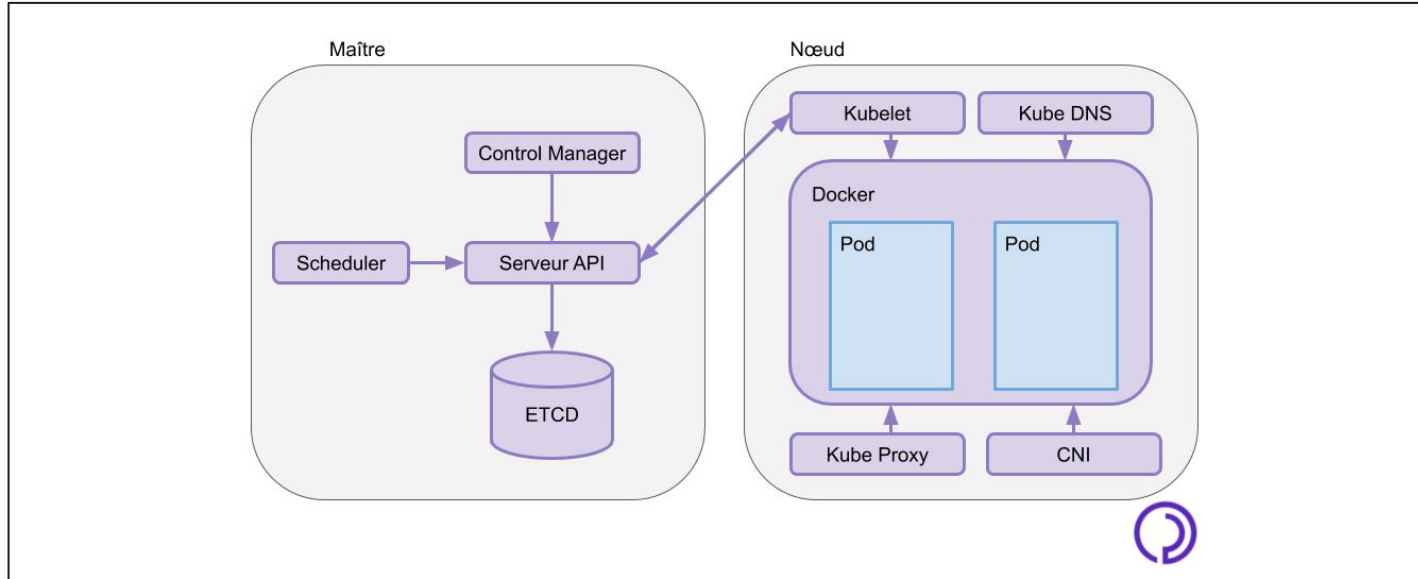 Maître
Nœud
Kubelet
Kube DNS
Control Manager
Docker
Pod
Pod
Scheduler
Serveur API
ETCD
Kube Proxy
CNI